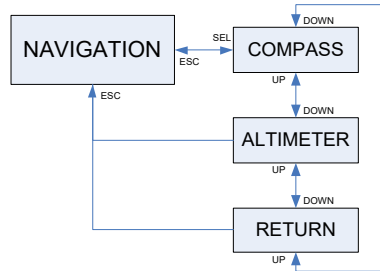 DOWN
NAVIGATION
SEL
ESC
COMPASS
ESC
UP
DOWN
ALTIMETER
UP
DOWN
RETURN
UP